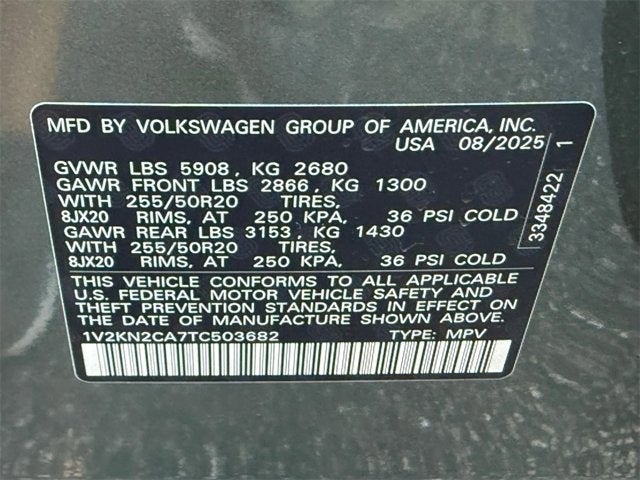 MFD BY VOLKSWAGEN GROUP OF AMERICA, INC.
USA 08/2025
GVWR LBS 5908, KG 2680
GAWR FRONT LBS 2866, KG 1300
WITH 255/50R20 TIRES,
8JX20 RIMS, AT 250 KPA, 36 PSI COLD
GAWR REAR LBS 3153, KG 1430
WITH 255/50R20 TIRES,
8JX20 RIMS, AT 250 KPA, 36 PSI COLD
THIS VEHICLE CONFORMS TO ALL APPLICABLE
U.S. FEDERAL MOTOR VEHICLE SAFETY AND
THEFT PREVENTION STANDARDS IN EFFECT ON
THE DATE OF MANUFACTURE SHOWN ABOVE.
1V2KN2CA7TC503682 TYPE: MPV
3348422 1